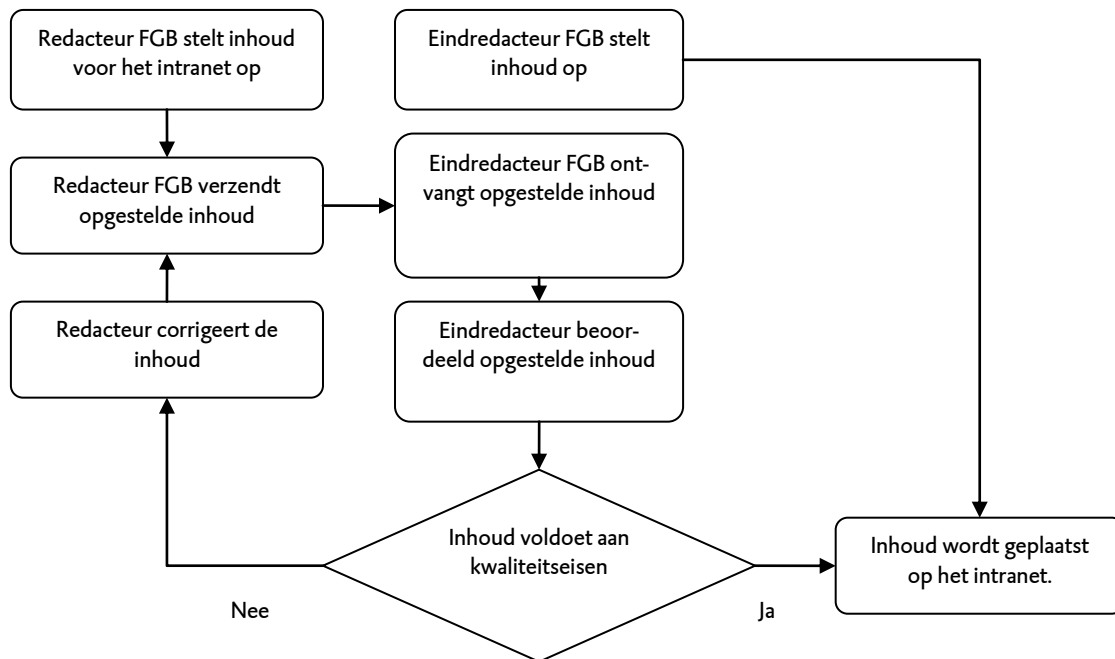 Redacteur FGB stelt inhoud
voor het intranet op
Eindredacteur FGB stelt
inhoud op
Redacteur FGB verzendt
opgestelde inhoud
Eindredacteur FGB ont-
vangt opgestelde inhoud
Redacteur corrigeert de
inhoud
Eindredacteur beoor-
deeld opgestelde inhoud
Inhoud voldoet aan
kwaliteitseisen
Inhoud wordt geplaatst
op het intranet.
Nee
Ja